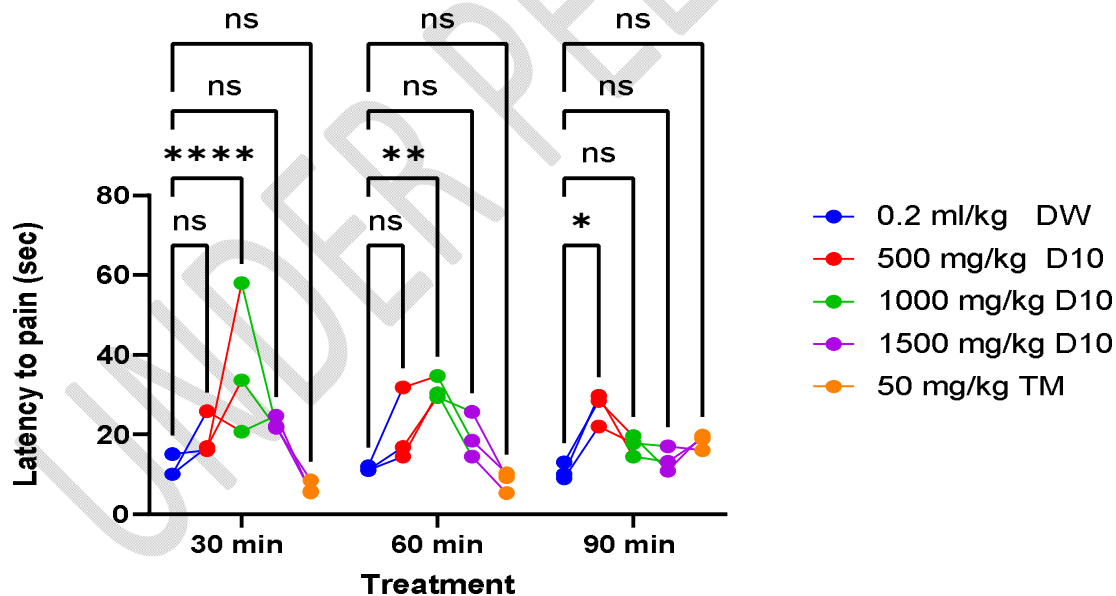 ns
ns
ns
ns
ns
ns
****
**
ns
ns
ns
*
80
60
40
20
0
Latency to pain (sec)
30 min
60 min
90 min
Treatment
0.2 ml/kg DW
500 mg/kg D10
1000 mg/kg D10
1500 mg/kg D10
50 mg/kg TM
UNDER PEE